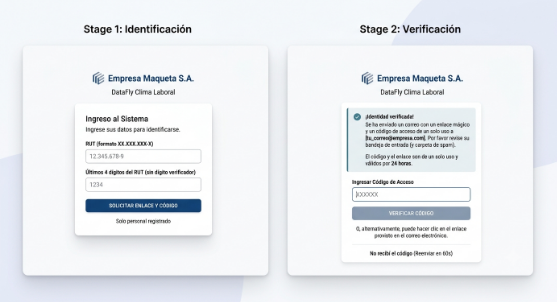 Stage 1: Identificación
Empresa Maqueta S.A.
DataFly Clima Laboral
Ingreso al Sistema
Ingrese sus datos para identificarse.
RUT (formato XX.XXX.XXX-X)
12.345.678-9
Últimos 4 dígitos del RUT (sin dígito verificador)
1234
SOLICITAR ENLACE Y CÓDIGO
Solo personal registrado
Stage 2: Verificación
Empresa Maqueta S.A.
DataFly Clima Laboral
¡Identidad verificada!
Se ha enviado un correo con un enlace mágico
y un código de acceso de un solo uso a
[tu_correo@empresa.com]. Por favor revise su
bandeja de entrada (y carpeta de spam).
El código y el enlace son de un solo uso y
válidos por 24 horas.
Ingresar Código de Acceso
XXXXXX
VERIFICAR CÓDIGO
O, alternativamente, puede hacer clic en el enlace
provisto en el correo electrónico.
No recibí el código (Reenviar en 60s)